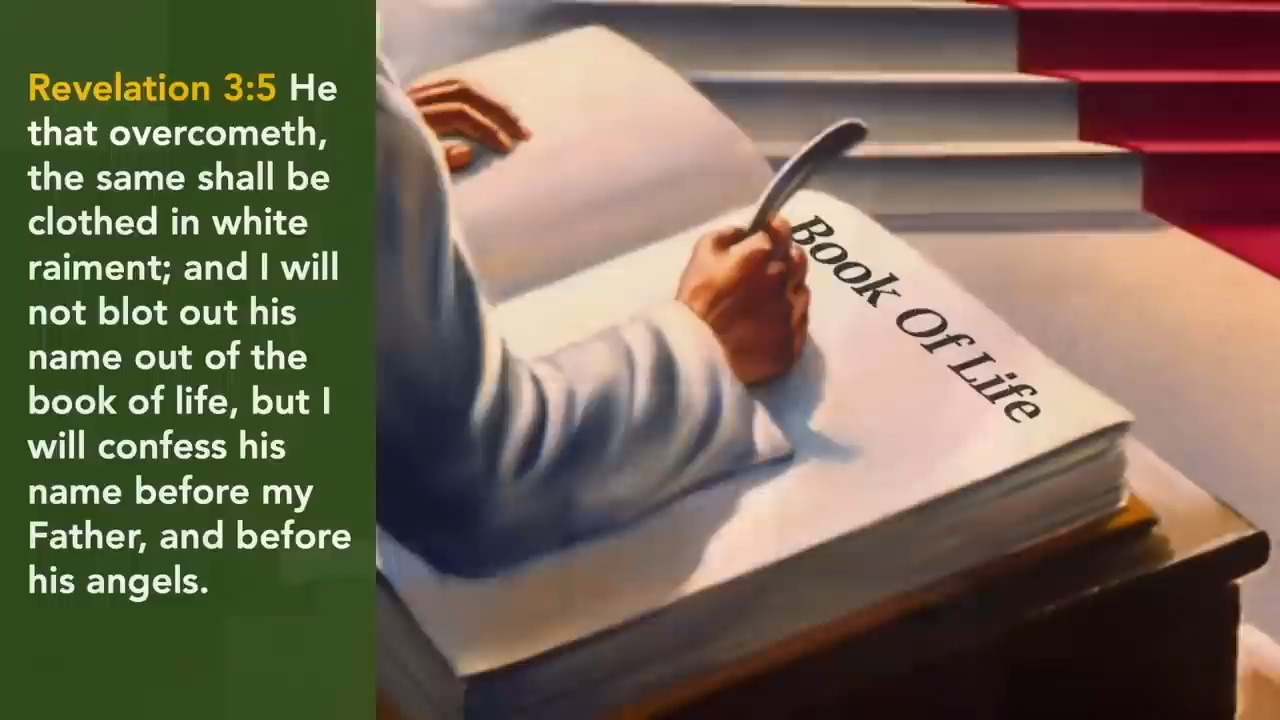 Revelation 3:5 He
that overcometh,
the same shall be
clothed in white
raiment; and I will
not blot out his
name out of the
book of life, but I
will confess his
name before my
Father, and before
his angels.
Book Of Life